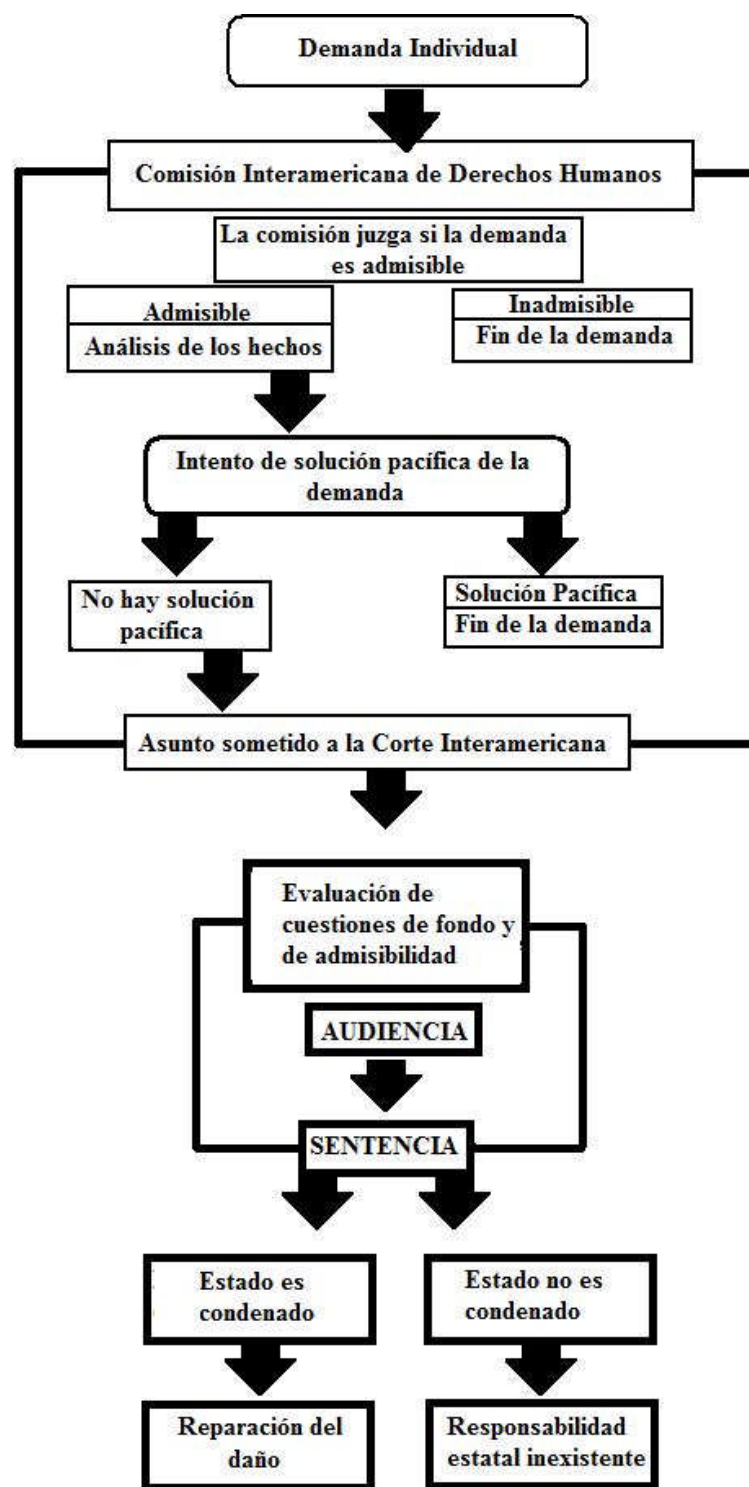 Demanda Individual
Comisión Interamericana de Derechos Humanos
La comisión juzga si la demanda
es admisible
Admisible
Análisis de los hechos
Inadmisible
Fin de la demanda
Intento de solución pacífica de la
demanda
No hay solución
pacífica
Solución Pacífica
Fin de la demanda
Asunto sometido a la Corte Interamericana
Evaluación de
cuestiones de fondo y
de admisibilidad
AUDIENCIA
SENTENCIA
Estado es
condenado
Estado no es
condenado
Reparación del
daño
Responsabilidad
estatal inexistente